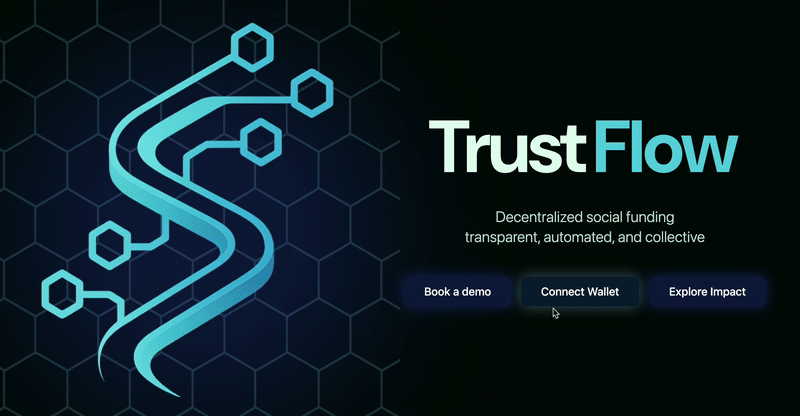 TrustFlow
Decentralized social funding
transparent, automated, and collective
Book a demo
Connect Wallet
Explore Impact